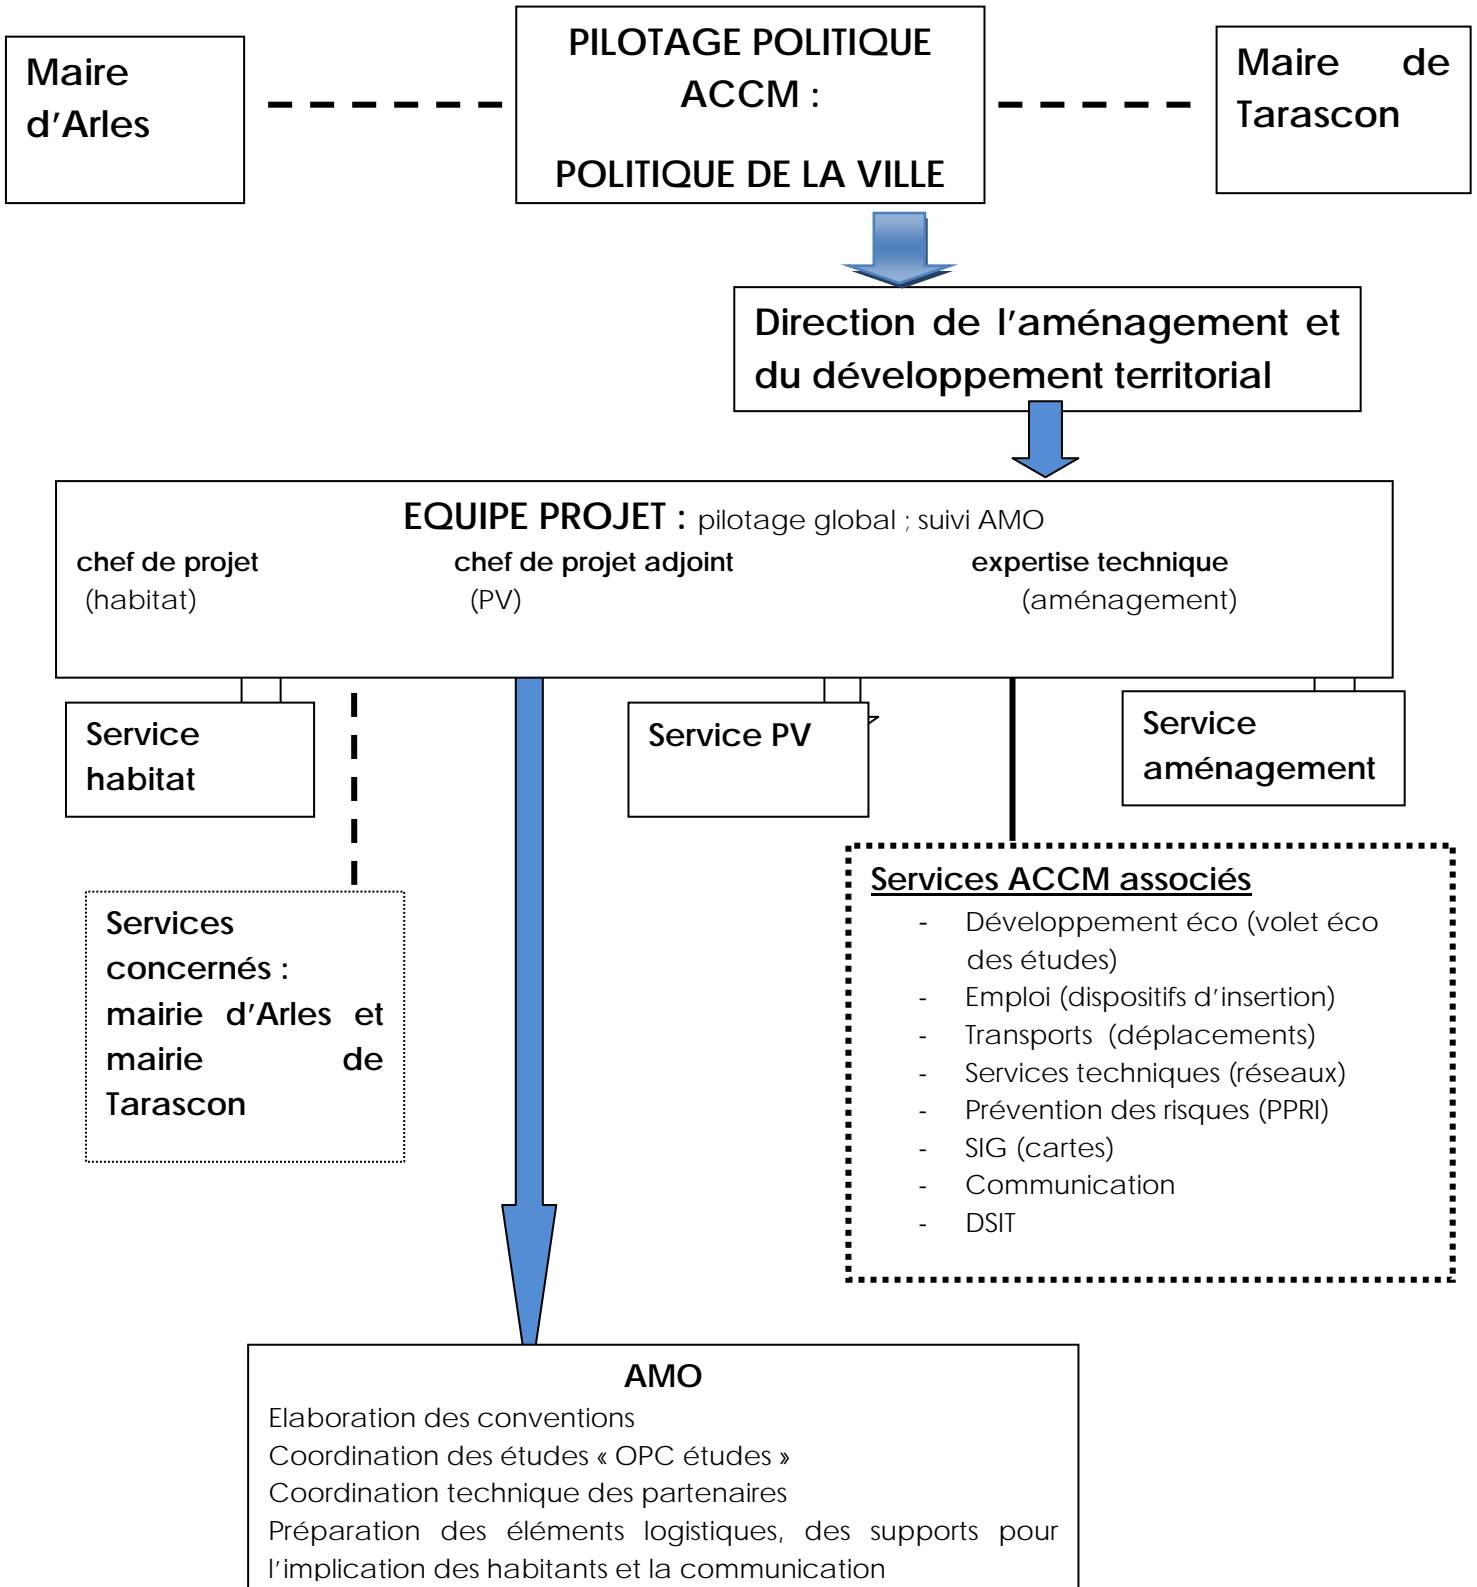 Maire
d'Arles
PILOTAGE POLITIQUE
ACCM :
POLITIQUE DE LA VILLE
Maire de
Tarascon
Direction de l'aménagement et
du développement territorial
EQUIPE PROJET : pilotage global ; suivi AMO
chef de projet chef de projet adjoint expertise technique
(habitat) (PV) (aménagement)
Service
habitat
Service PV
Service
aménagement
Services
concernés :
mairie d'Arles et
mairie de
Tarascon
Services ACCM associés
- Développement éco (volet éco
des études)
- Emploi (dispositifs d'insertion)
- Transports (déplacements)
- Services techniques (réseaux)
- Prévention des risques (PPRI)
- SIG (cartes)
- Communication
- DSIT
AMO
Elaboration des conventions
Coordination des études « OPC études »
Coordination technique des partenaires
Préparation des éléments logistiques, des supports pour
l'implication des habitants et la communication